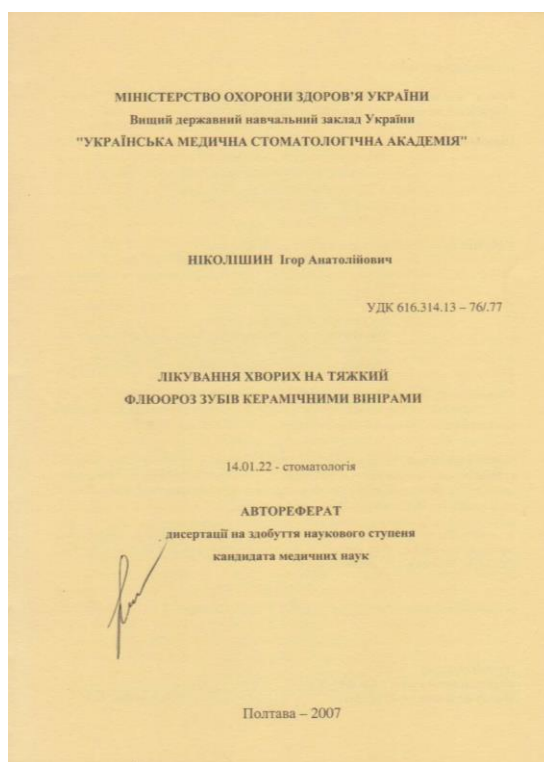 МІНІСТЕРСТВО ОХОРОНИ ЗДОРОВ'Я УКРАЇНИ
Вищий державний навчальний заклад України
"УКРАЇНСЬКА МЕДИЧНА СТОМАТОЛОГІЧНА АКАДЕМІЯ"
НІКОЛІШИН Ігор Анатолійович
УДК 616.314.13 – 76/.77
ЛІКУВАННЯ ХВОРИХ НА ТЯЖКИЙ
ФЛЮОРОЗ ЗУБІВ КЕРАМІЧНИМИ ВІНІРАМИ
14.01.22 - стоматологія
АВТОРЕФЕРАТ
дисертації на здобуття наукового ступеня
кандидата медичних наук
Полтава – 2007